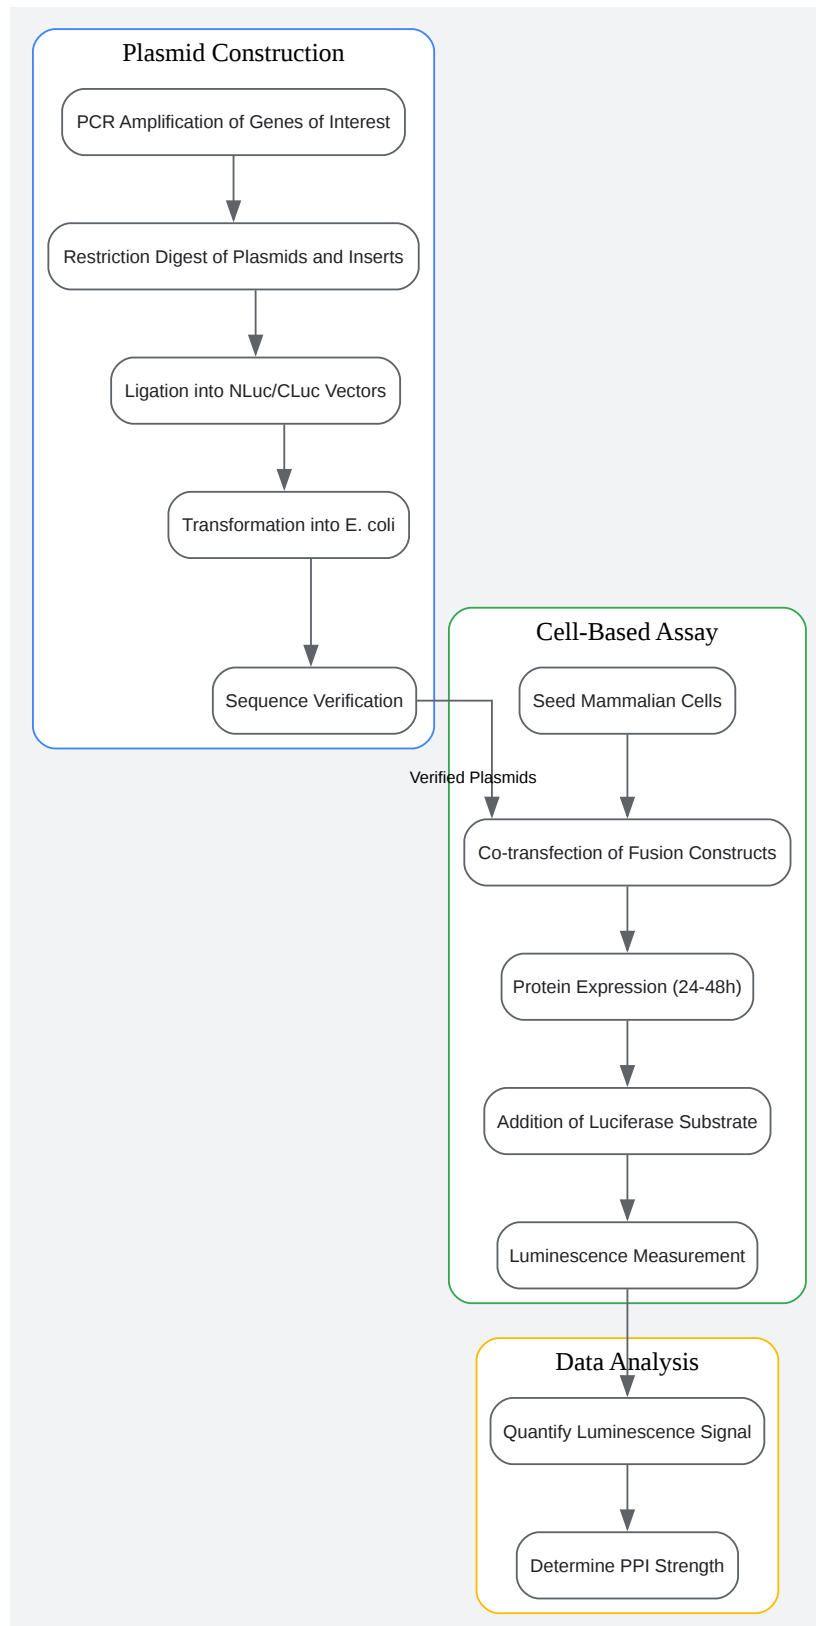 Plasmid Construction
PCR Amplification of Genes of Interest
Restriction Digest of Plasmids and Inserts
Ligation into NLuc/CLuc Vectors
Transformation into E. coli
Sequence Verification
Verified Plasmids
Cell-Based Assay
Seed Mammalian Cells
Co-transfection of Fusion Constructs
Protein Expression (24-48h)
Addition of Luciferase Substrate
Luminescence Measurement
Data Analysis
Quantify Luminescence Signal
Determine PPI Strength